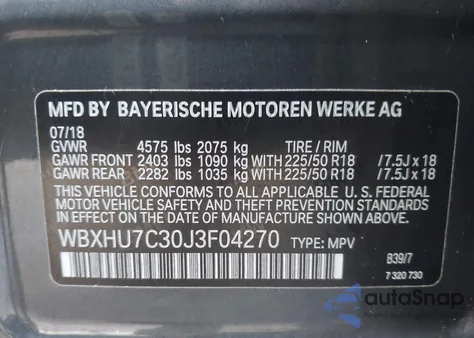 MFD BY BAYERISCHE MOTOREN WERKE AG
07/18
GVWR 4575 lbs 2075 kg TIRE / RIM
GAWR FRONT 2403 lbs 1090 kg WITH 225/50 R18 /7.5J x 18
GAWR REAR 2282 lbs 1035 kg WITH 225/50 R18 /7.5J x 18
THIS VEHICLE CONFORMS TO ALL APPLICABLE U. S. FEDERAL
MOTOR VEHICLE SAFETY, BUMPER, AND THEFT PREVENTION
STANDARDS IN EFFECT ON THE DATE OF MANUFACTURE SHOWN ABOVE.
WBXHU7C30J3F04270 TYPE: MPV
B39/7
7 320 730
autoSnap